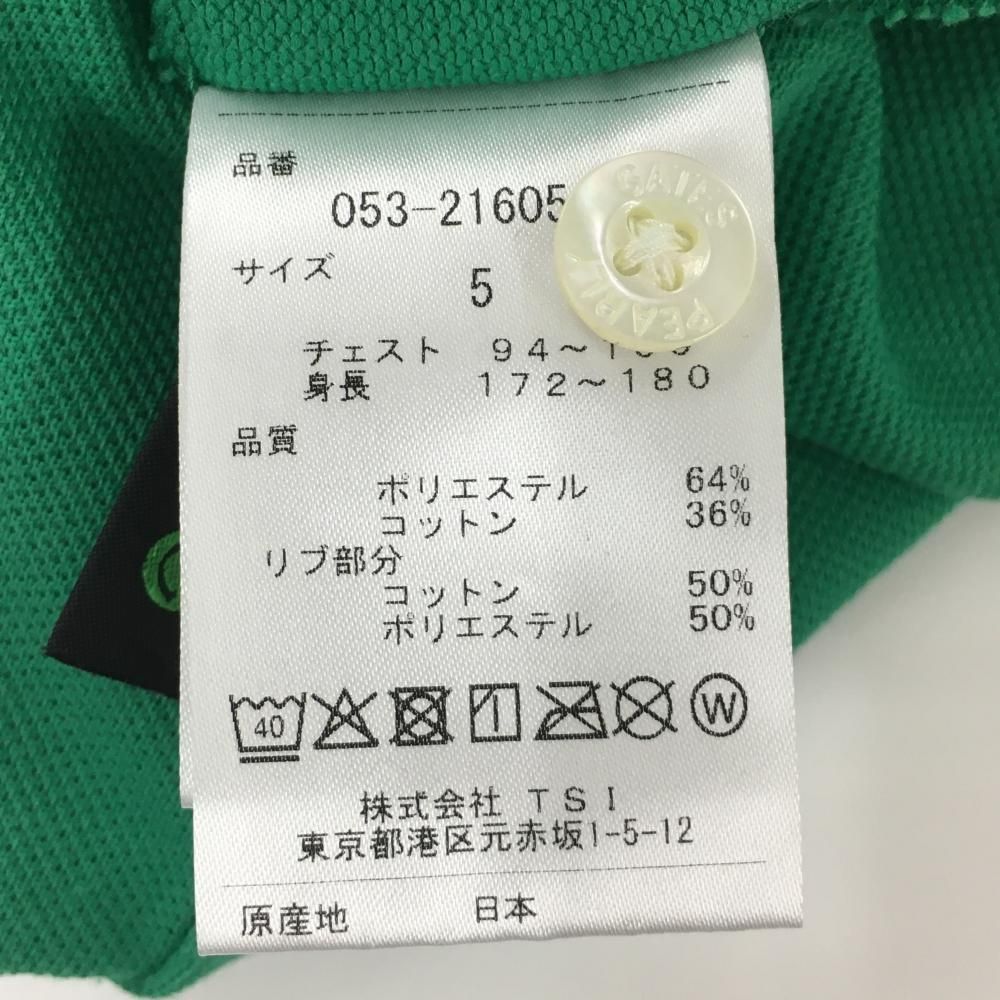 品番
053-21605
サイズ
5
チェスト 94～
身長 172～180
品質
ポリエステル 64%
コットン 36%
リブ部分
コットン 50%
ポリエステル 50%
40
W
株式会社 TSI
東京都港区元赤坂1-5-12
原産地 日本
PEARLY
GATES